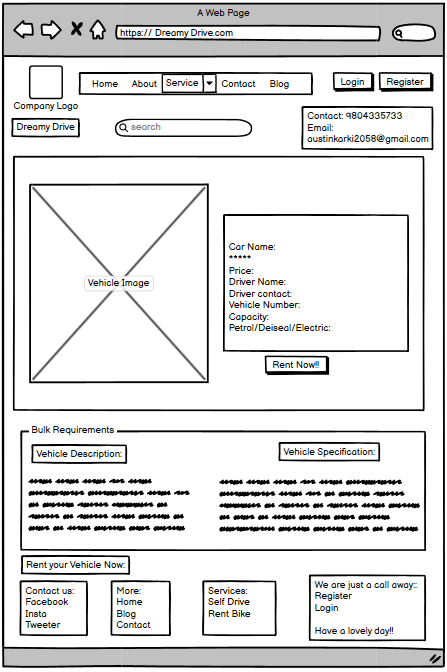 A Web Page
https:// Dreamy Drive.com
Home About Service Contact Blog
Login Register
Company Logo
Dreamy Drive
search
Contact: 9804335733
Email:
austinkarki2058@gmail.com
Vehicle Image
Car Name:
*****
Price:
Driver Name:
Driver contact:
Vehicle Number:
Capacity:
Petrol/Deiseal/Electric:
Rent Now!!
Bulk Requirements
Vehicle Description:
Vehicle Specification:
Rent your Vehicle Now:
Contact us:
Facebook
Insta
Tweeter
More:
Home
Blog
Contact
Services:
Self Drive
Rent Bike
We are just a call away::
Register
Login
Have a lovely day!!